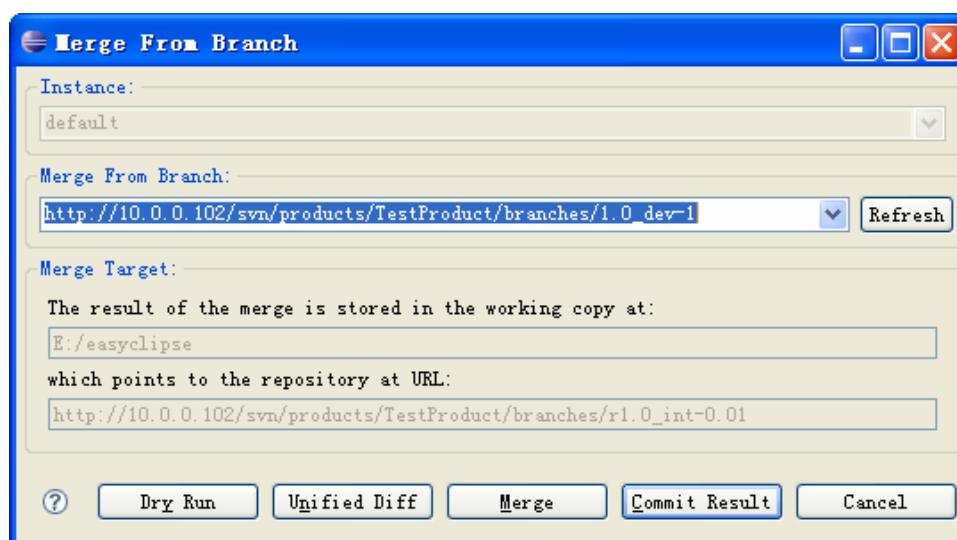 Merge From Branch
Instance:
default
Merge From Branch:
http://10.0.0.102/svn/products/TestProduct/branches/1.0_dev-1
Refresh
Merge Target:
The result of the merge is stored in the working copy at:
E:/easyclipse
which points to the repository at URL:
http://10.0.0.102/svn/products/TestProduct/branches/r1.0_int-0.01
? Dry Run Unified Diff Merge Commit Result Cancel